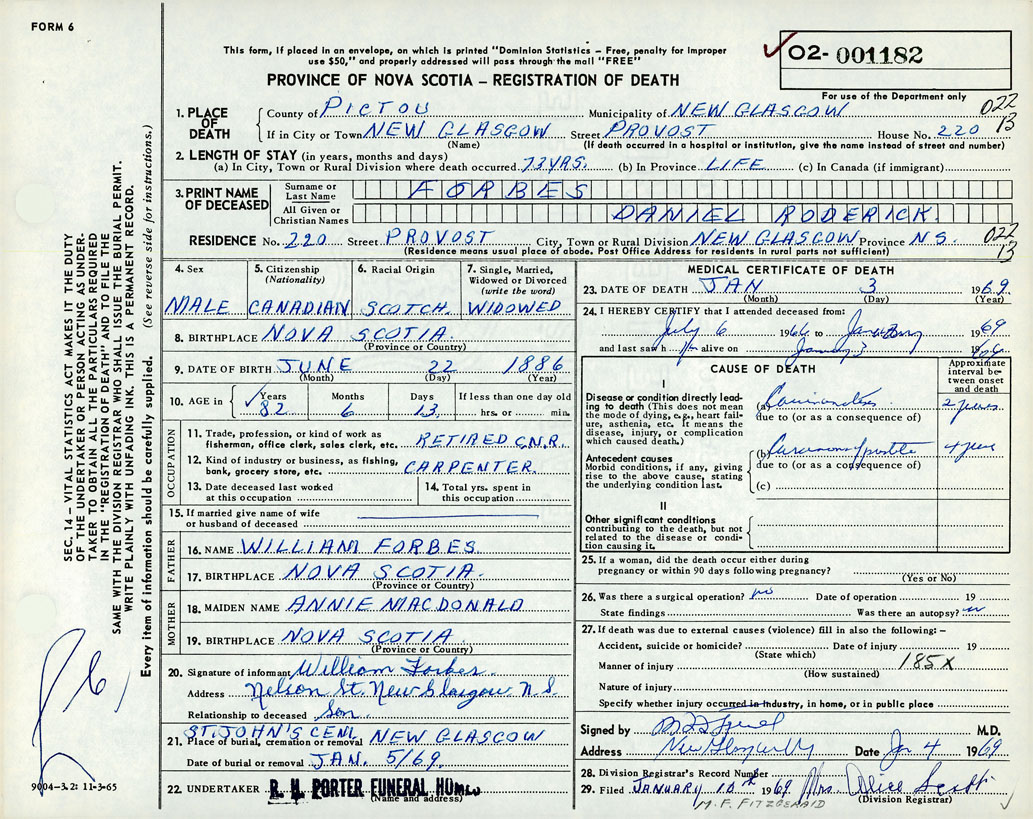 FORM 6
This form, if placed in an envelope, on which is printed "Dominion Statistics – Free, penalty for improper
use $50," and properly addressed will pass through the mail "FREE"
O2- 001182
For use of the Department only
PROVINCE OF NOVA SCOTIA – REGISTRATION OF DEATH
022
13
1. PLACE OF DEATH County of PICTOU Municipality of NEW GLASGOW
If in City or Town NEW GLASGOW Street PROVOST House No. 220
(Name) (If death occurred in a hospital or institution, give the name instead of street and number)
2. LENGTH OF STAY (in years, months and days)
(a) In City, Town or Rural Division where death occurred 73 YRS. (b) In Province LIFE (c) In Canada (if immigrant)
3. PRINT NAME OF DECEASED Surname or Last Name FORBES
All Given or Christian Names DANIEL RODERICK
RESIDENCE No. 220 Street PROVOST City, Town or Rural Division NEW GLASGOW Province N.S. 022
13
(Residence means usual place of abode. Post Office Address for residents in rural parts not sufficient)
4. Sex MALE
5. Citizenship (Nationality) CANADIAN
6. Racial Origin SCOTCH
7. Single, Married, Widowed or Divorced (write the word) WIDOWED
8. BIRTHPLACE NOVA SCOTIA.
(Province or Country)
9. DATE OF BIRTH JUNE 22 1886
(Month) (Day) (Year)
10. AGE in Years 82 Months 6 Days 13 If less than one day old hrs. or min.
OCCUPATION
11. Trade, profession, or kind of work as fisherman, office clerk, sales clerk, etc. RETIRED C.N.R.
12. Kind of industry or business, as fishing, bank, grocery store, etc. CARPENTER.
13. Date deceased last worked at this occupation
14. Total yrs. spent in this occupation
15. If married give name of wife or husband of deceased
FATHER
16. NAME WILLIAM FORBES
17. BIRTHPLACE NOVA SCOTIA.
(Province or Country)
MOTHER
18. MAIDEN NAME ANNIE MACDONALD
19. BIRTHPLACE NOVA SCOTIA.
(Province or Country)
20. Signature of informant William Forbes.
Address Nelson St. New Glasgow N.S.
Relationship to deceased Son.
ST. JOHN'S CEM.
21. Place of burial, cremation or removal NEW GLASGOW
Date of burial or removal JAN. 5/69.
22. UNDERTAKER R. H. PORTER FUNERAL HOME
(Name and address)
MEDICAL CERTIFICATE OF DEATH
23. DATE OF DEATH JAN 3 1969
(Month) (Day) (Year)
24. I HEREBY CERTIFY that I attended deceased from:
July 6 1966 to January 1969
and last saw him alive on January 3 19
CAUSE OF DEATH
Approximate interval between onset and death
I
Disease or condition directly leading to death (This does not mean the mode of dying, e.g., heart failure, asthenia, etc. It means the disease, injury, or complication which caused death.)
(a) 2 years
due to (or as a consequence of)
Antecedent causes
Morbid conditions, if any, giving rise to the above cause, stating the underlying condition last.
(b) Carcinoma prostate
due to (or as a consequence of)
(c)
II
Other significant conditions
contributing to the death, but not related to the disease or condition causing it.
25. If a woman, did the death occur either during pregnancy or within 90 days following pregnancy?
(Yes or No)
26. Was there a surgical operation? no Date of operation 19
State findings Was there an autopsy? no
27. If death was due to external causes (violence) fill in also the following: –
Accident, suicide or homicide? Date of injury 19
(State which)
Manner of injury 185X
(How sustained)
Nature of injury
Specify whether injury occurred in Industry, in home, or in public place
Signed by M.D.
Address New Glasgow Date Jan 4 1969
28. Division Registrar's Record Number
29. Filed JANUARY 10th 1969 Mrs. Alice Scott
(Division Registrar)
M. F. FITZGERALD
SEC. 14 – VITAL STATISTICS ACT MAKES IT THE DUTY
OF THE UNDERTAKER OR PERSON ACTING AS UNDER-
TAKER TO OBTAIN ALL THE PARTICULARS REQUIRED
IN THE "REGISTRATION OF DEATH" AND TO FILE THE
SAME WITH THE DIVISION REGISTRAR WHO SHALL ISSUE THE BURIAL PERMIT.
WRITE PLAINLY WITH UNFADING INK. THIS IS A PERMANENT RECORD.
Every item of information should be carefully supplied. (See reverse side for instructions.)
9004-3.2: 11-3-65